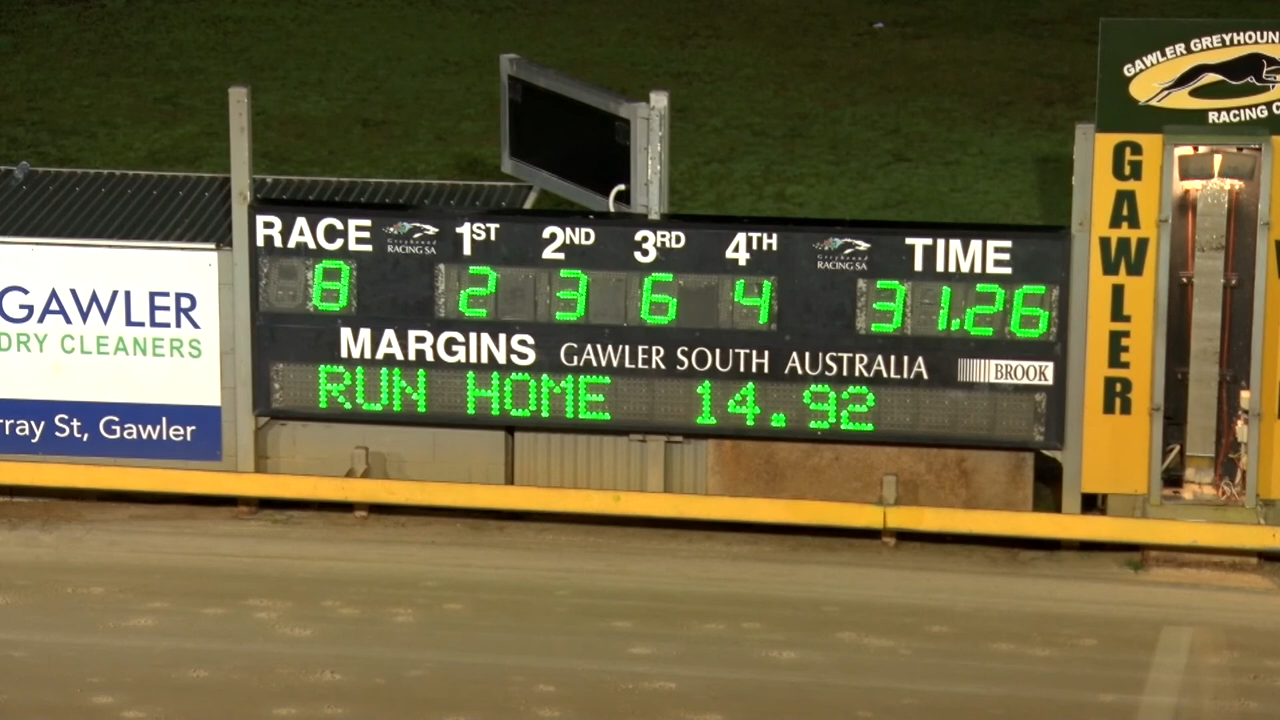 GAWLER GREYHOUN
RACING C
GAWLER
RACE
Greyhound
RACING SA
1ST
2ND
3RD
4TH
Greyhound
RACING SA
TIME
8
2
3
6
4
31.26
MARGINS
GAWLER SOUTH AUSTRALIA
BROOK
RUN HOME 14.92
GAWLER
DRY CLEANERS
rray St, Gawler